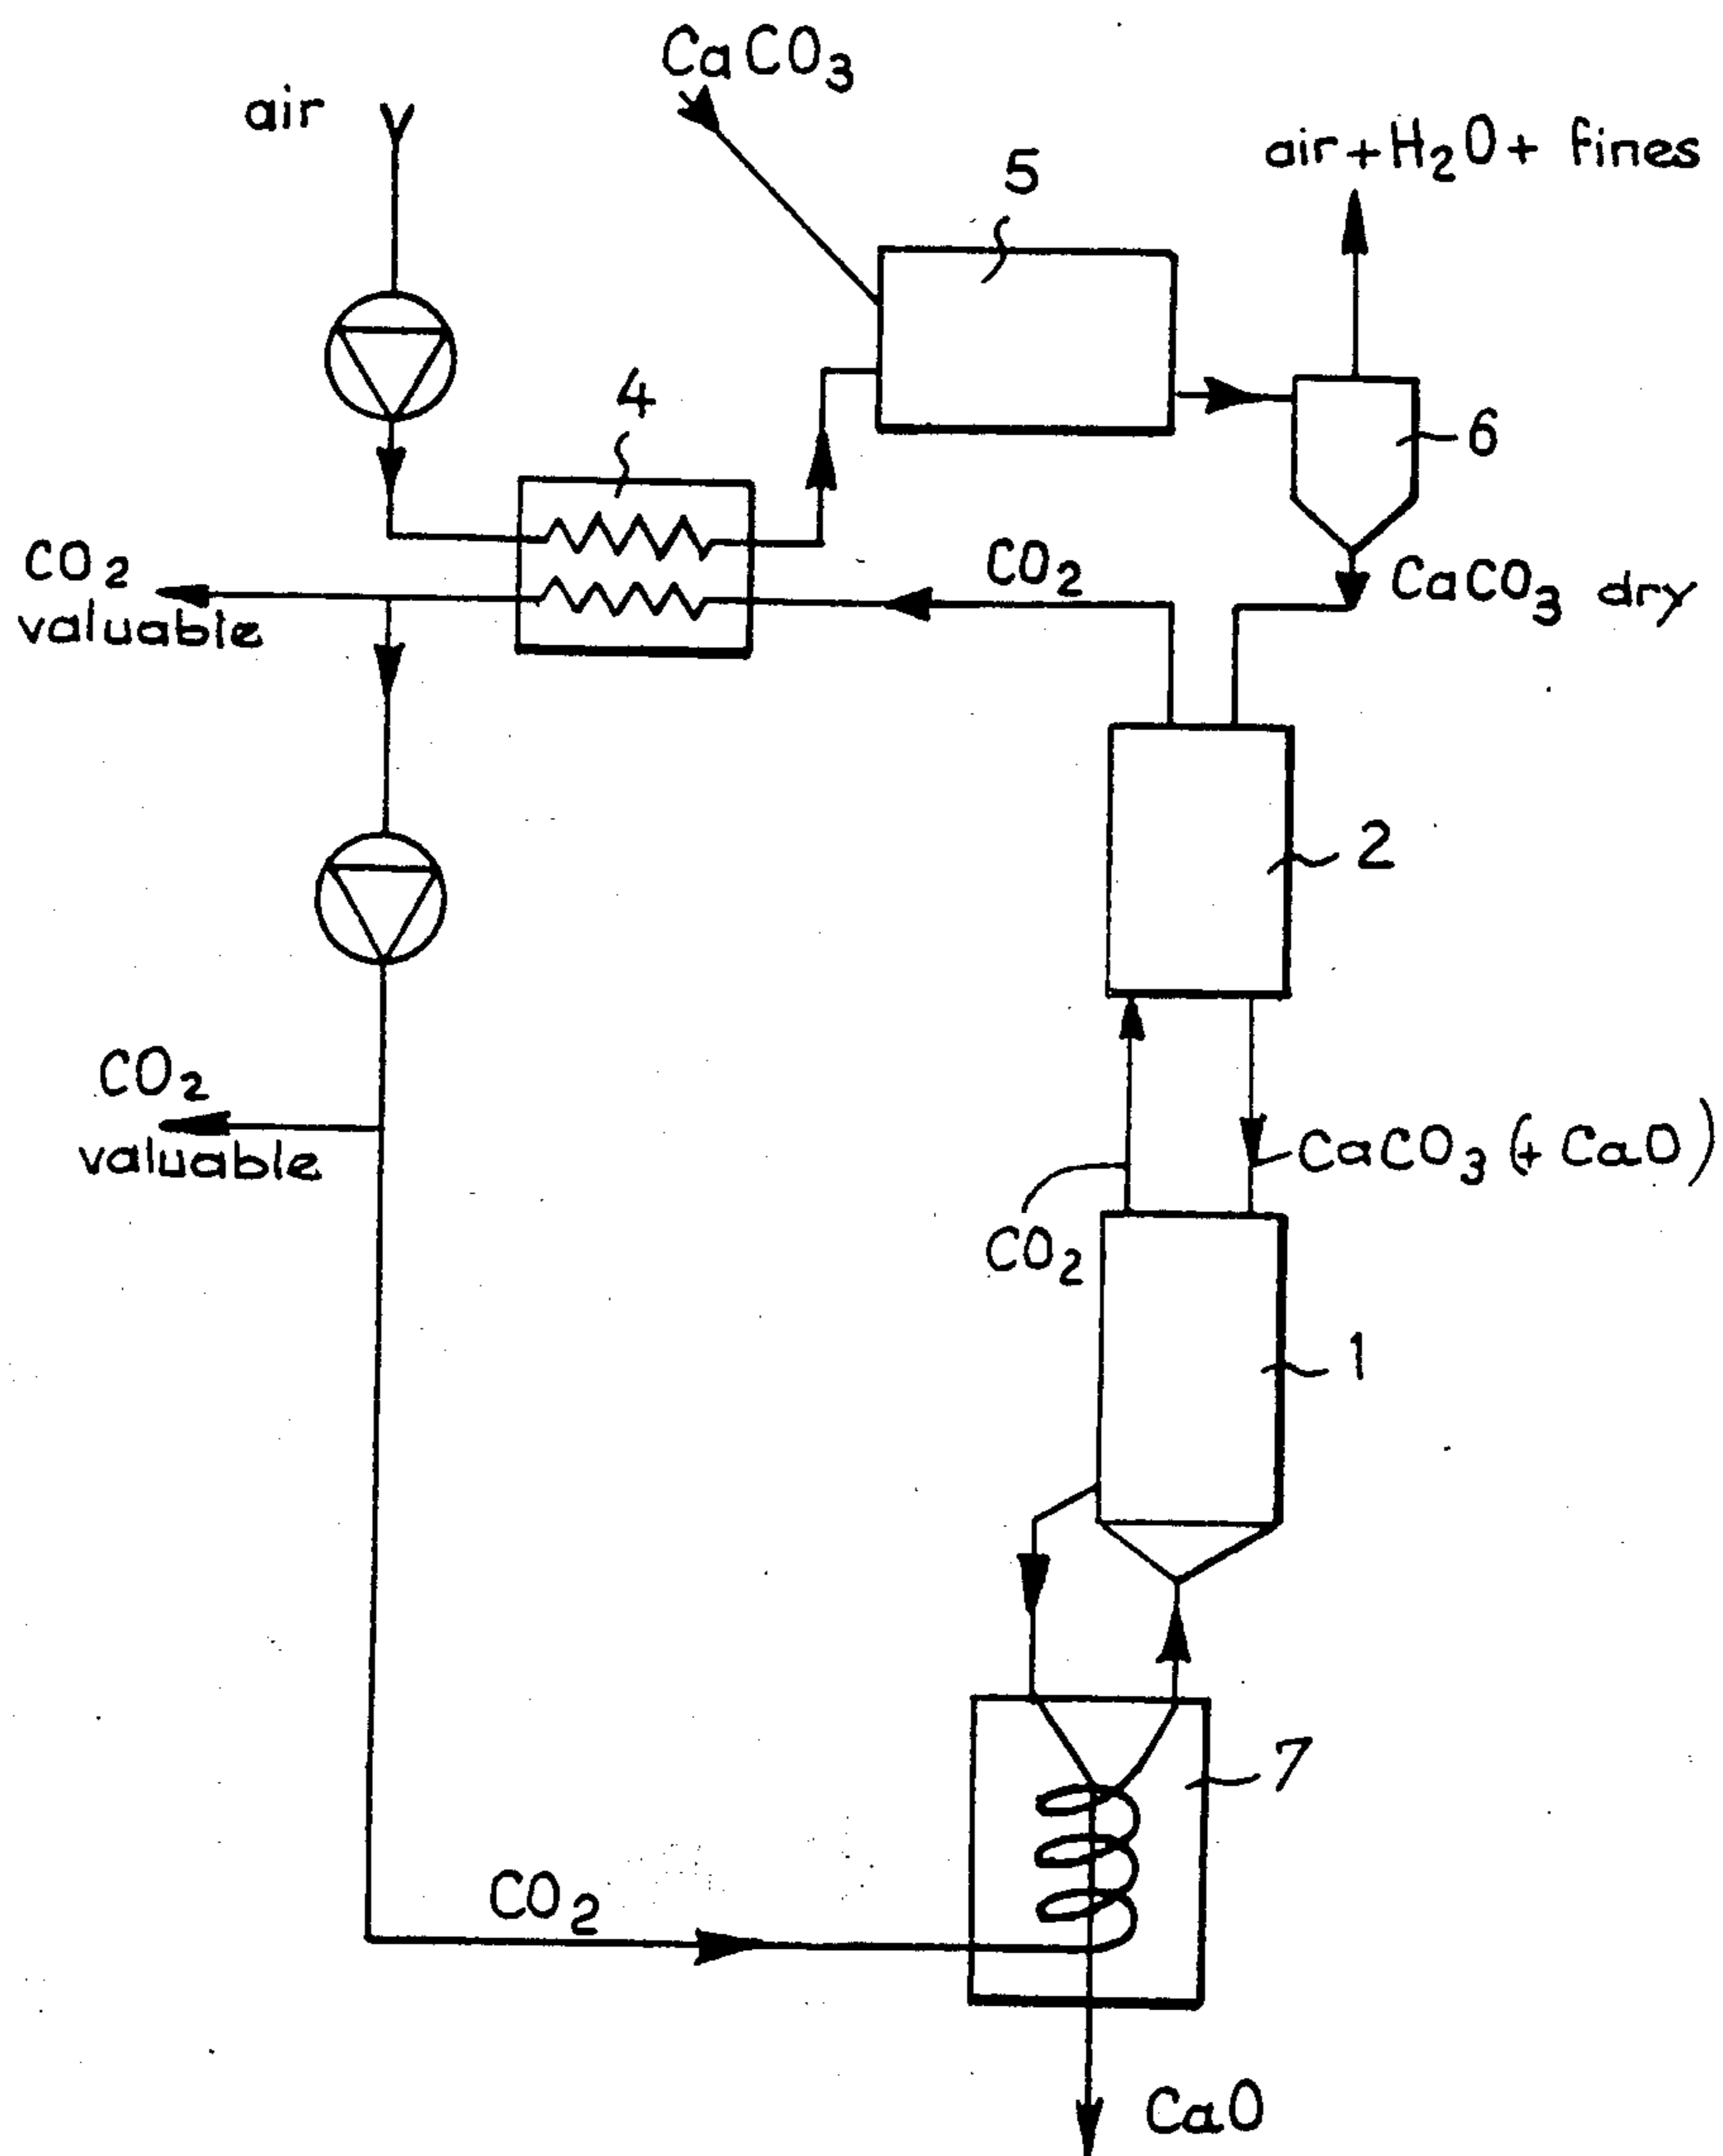 CaCO3
air
air+H2O+ fines
5
4
6
CO2
valuable
CO2
CaCO3 dry
2
CO2
valuable
CaCO3 (+ CaO)
CO2
1
7
CO2
CaO